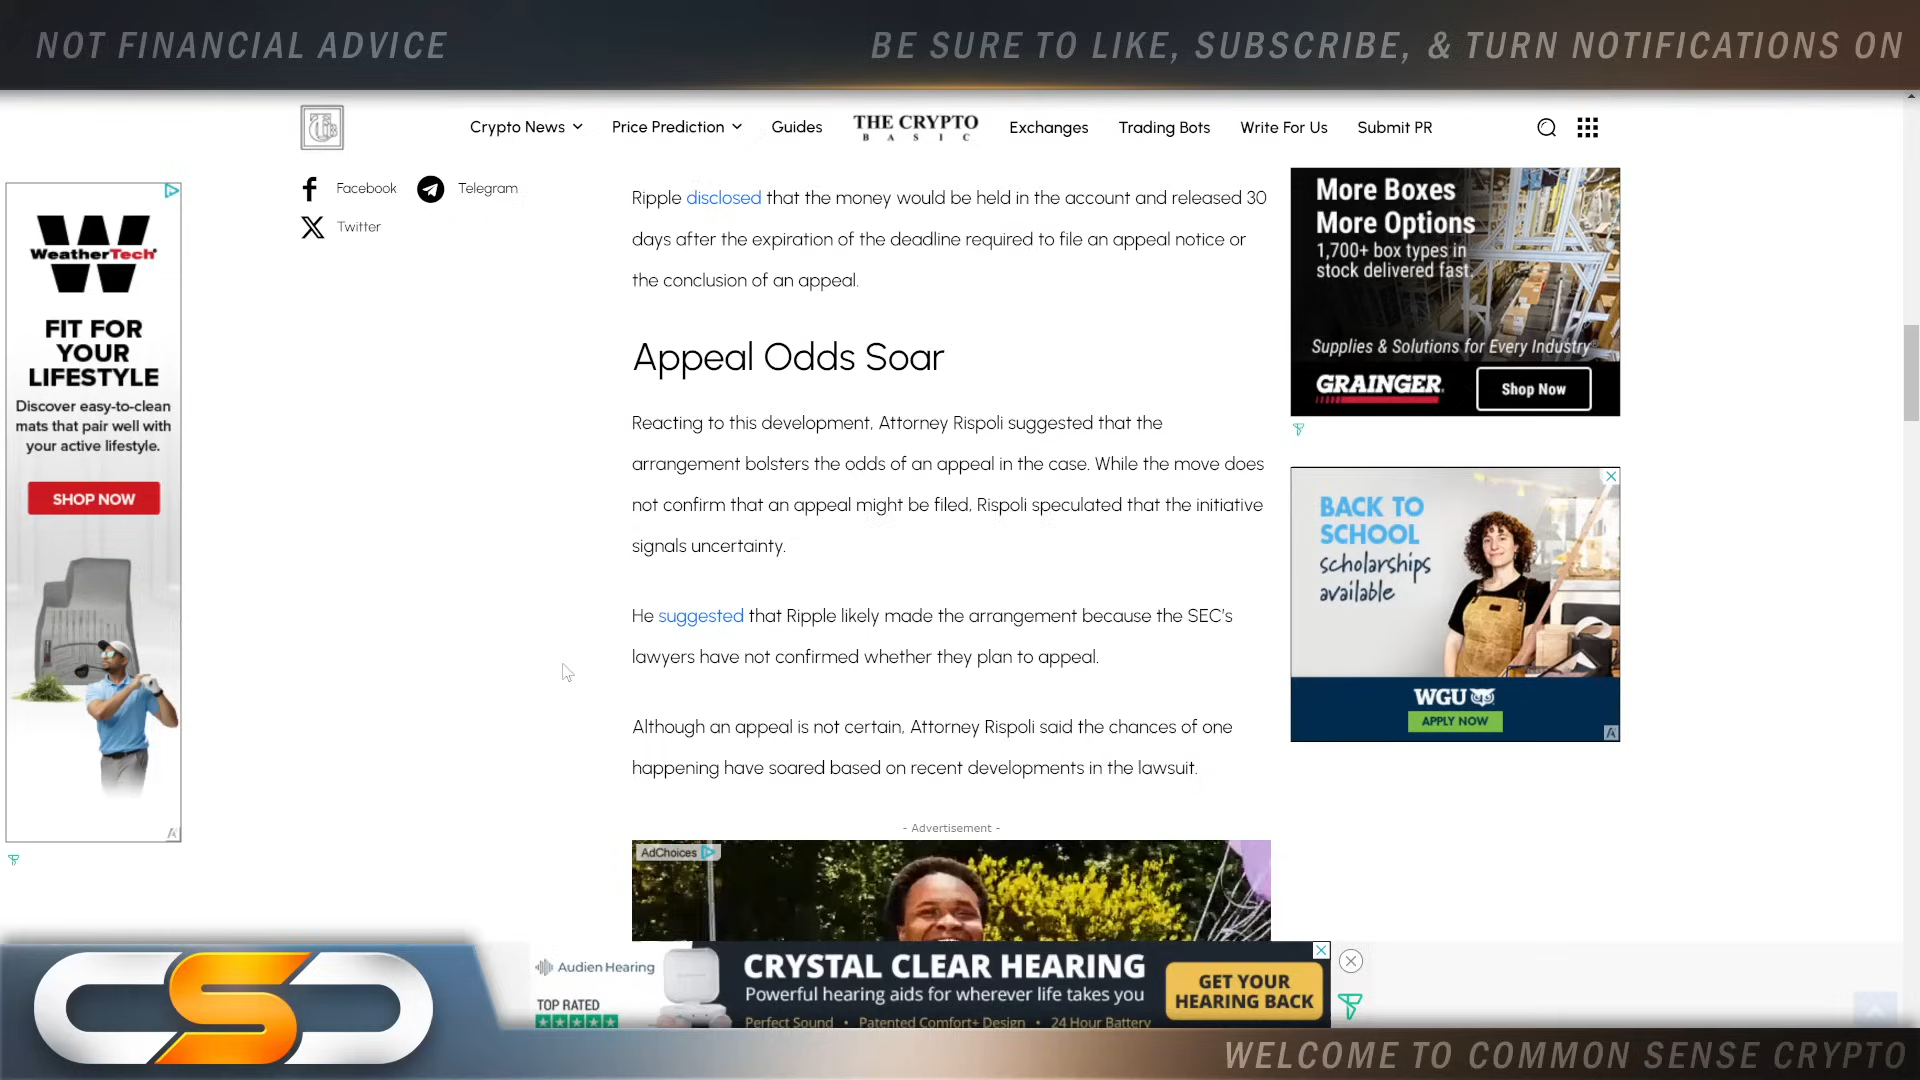 NOT FINANCIAL ADVICE
BE SURE TO LIKE, SUBSCRIBE, & TURN NOTIFICATIONS ON
Crypto News
Price Prediction
Guides
THE CRYPTO
BASIC
Exchanges
Trading Bots
Write For Us
Submit PR
Facebook
Telegram
Twitter
WeatherTech
FIT FOR
YOUR
LIFESTYLE
Discover easy-to-clean
mats that pair well with
your active lifestyle.
SHOP NOW
Ripple disclosed that the money would be held in the account and released 30
days after the expiration of the deadline required to file an appeal notice or
the conclusion of an appeal.
Appeal Odds Soar
Reacting to this development, Attorney Rispoli suggested that the
arrangement bolsters the odds of an appeal in the case. While the move does
not confirm that an appeal might be filed, Rispoli speculated that the initiative
signals uncertainty.
He suggested that Ripple likely made the arrangement because the SEC's
lawyers have not confirmed whether they plan to appeal.
Although an appeal is not certain, Attorney Rispoli said the chances of one
happening have soared based on recent developments in the lawsuit.
- Advertisement -
AdChoices
More Boxes
More Options
1,700+ box types in
stock delivered fast.
Supplies & Solutions for Every Industry®
GRAINGER
Shop Now
BACK TO
SCHOOL
scholarships
available
WGU
APPLY NOW
Audien Hearing
TOP RATED
CRYSTAL CLEAR HEARING
Powerful hearing aids for wherever life takes you
Perfect Sound • Patented Comfort+ Design • 24 Hour Battery
GET YOUR
HEARING BACK
CSC
WELCOME TO COMMON SENSE CRYPTO